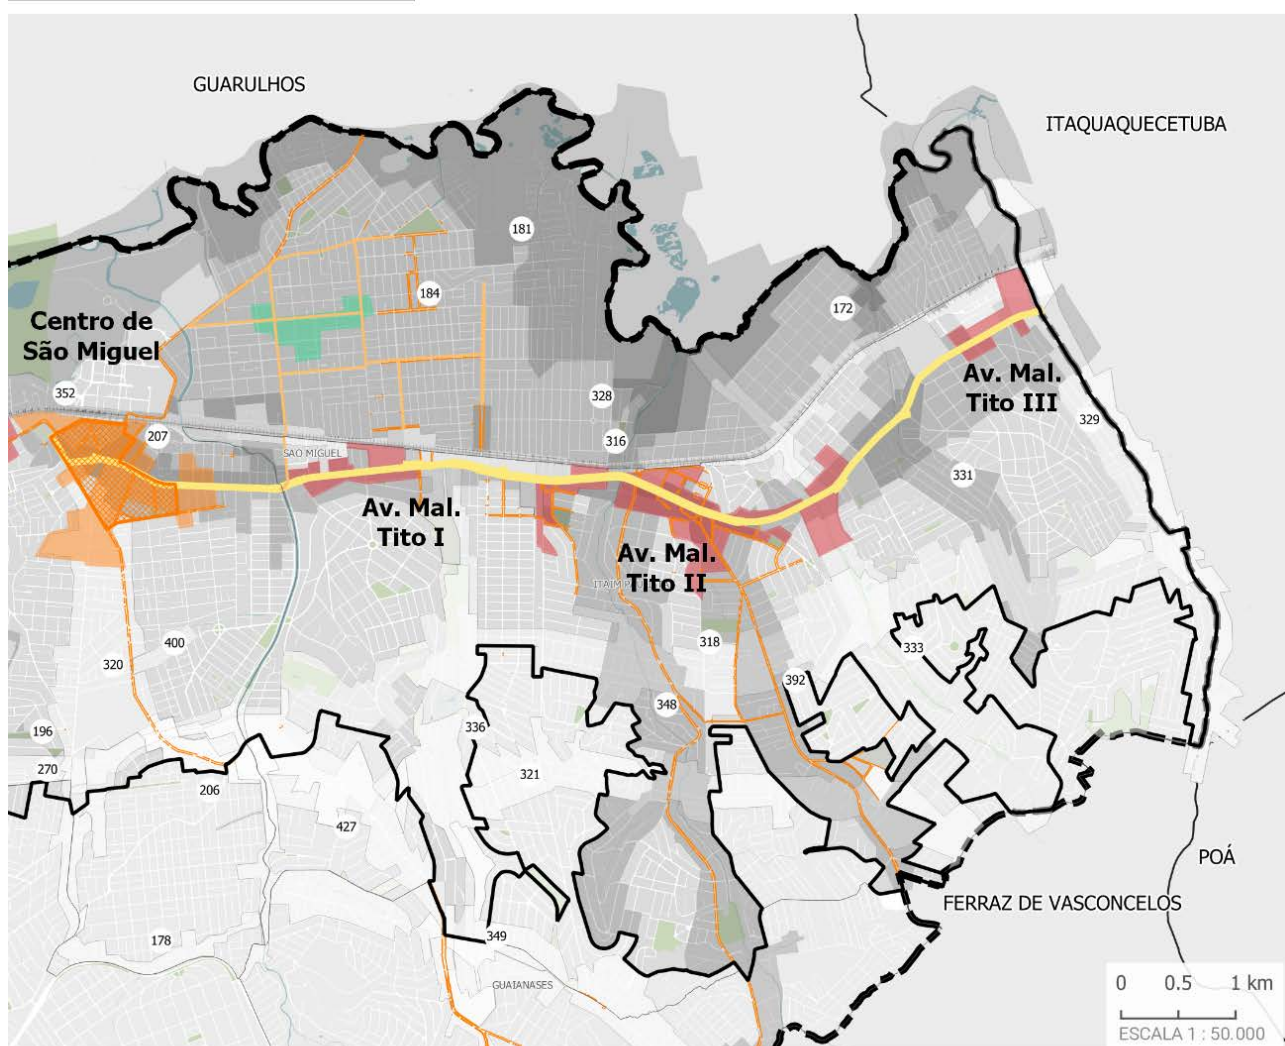 GUARULHOS
ITAQUAQUECETUBA
181
184
172
Centro de
São Miguel
352
Av. Mal.
Tito III
328
329
207
316
SÃO MIGUEL
331
Av. Mal.
Tito I
Av. Mal.
Tito II
400
318
333
320
392
348
196
336
270
321
206
427
POÁ
FERRAZ DE VASCONCELOS
178
349
GUAIANASES
0 0.5 1 km
ESCALA 1 : 50.000